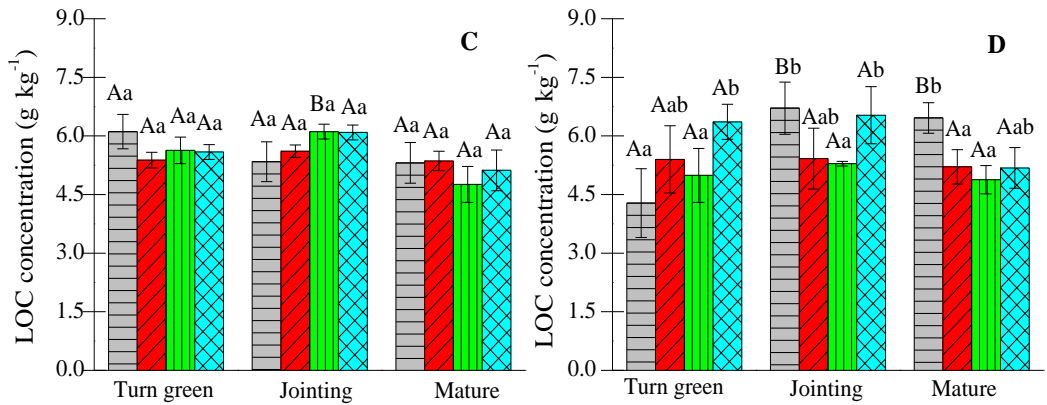 C
LOC concentration (g kg⁻¹)
9.0
7.5
6.0
4.5
3.0
1.5
0.0
Aa Aa Aa Aa
Aa Aa Ba Aa
Aa Aa Aa Aa
Turn green Jointing Mature
D
LOC concentration (g kg⁻¹)
9.0
7.5
6.0
4.5
3.0
1.5
0.0
Aa Aab Aa Ab
Bb Aab Aa Ab
Bb Aa Aa Aab
Turn green Jointing Mature